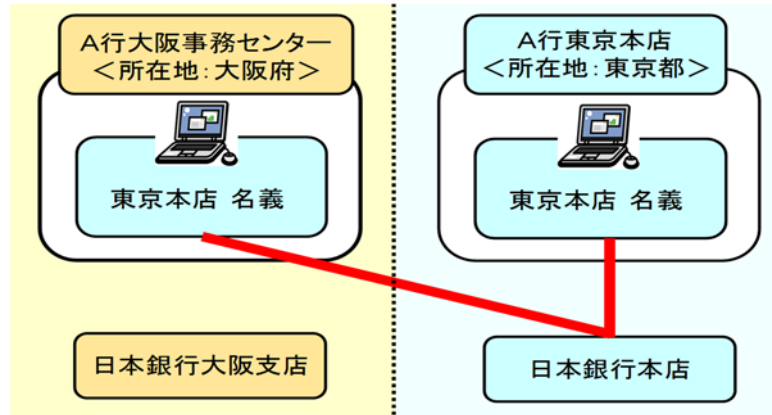 A行大阪事務センター
＜所在地：大阪府＞
東京本店 名義
日本銀行大阪支店
A行東京本店
＜所在地：東京都＞
東京本店 名義
日本銀行本店